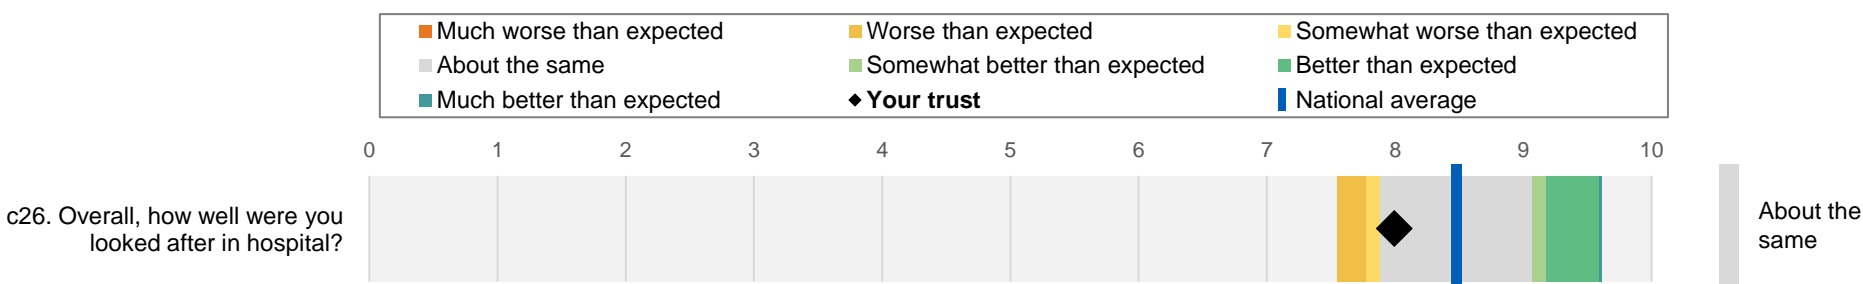 Much worse than expected Worse than expected Somewhat worse than expected
About the same Somewhat better than expected Better than expected
Much better than expected Your trust National average
0 1 2 3 4 5 6 7 8 9 10
c26. Overall, how well were you
looked after in hospital?
About the
same